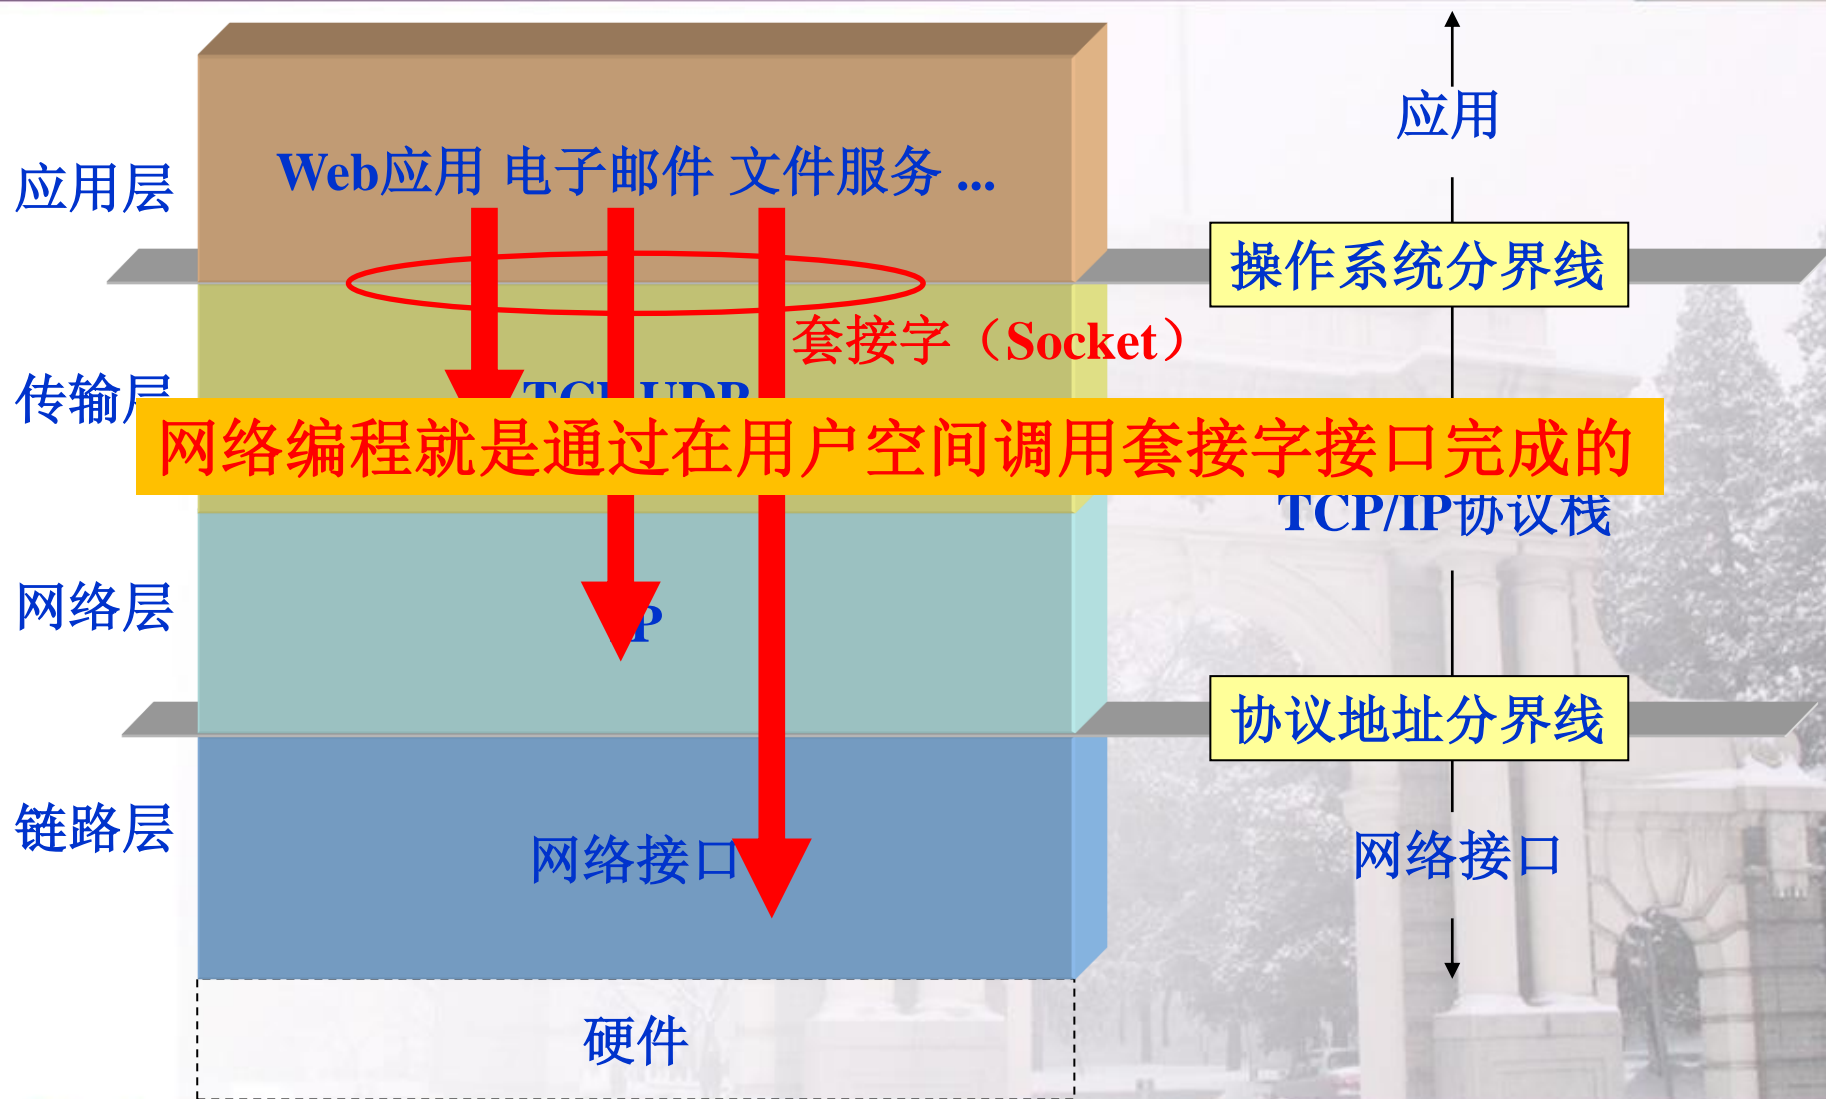 应用
Web应用 电子邮件 文件服务 ...
应用层
操作系统分界线
套接字（Socket）
传输层
TCP UDP
网络编程就是通过在用户空间调用套接字接口完成的
TCP/IP协议栈
网络层
协议地址分界线
链路层
网络接口
网络接口
硬件